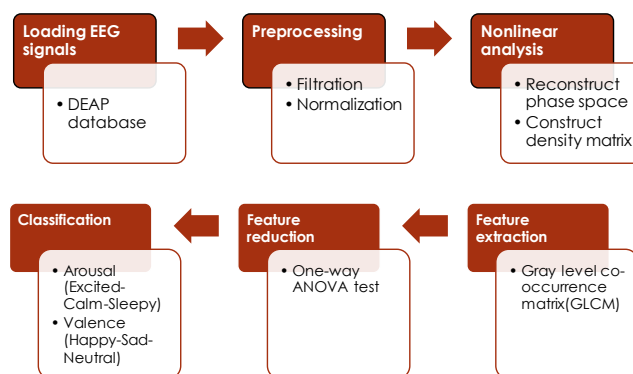 Loading EEG
signals
• DEAP
database
Preprocessing
• Filtration
• Normalization
Nonlinear
analysis
• Reconstruct
phase space
• Construct
density matrix
Classification
• Arousal
(Excited-
Calm-Sleepy)
• Valence
(Happy-Sad-
Neutral)
Feature
reduction
• One-way
ANOVA test
Feature
extraction
• Gray level co-
occurrence
matrix(GLCM)